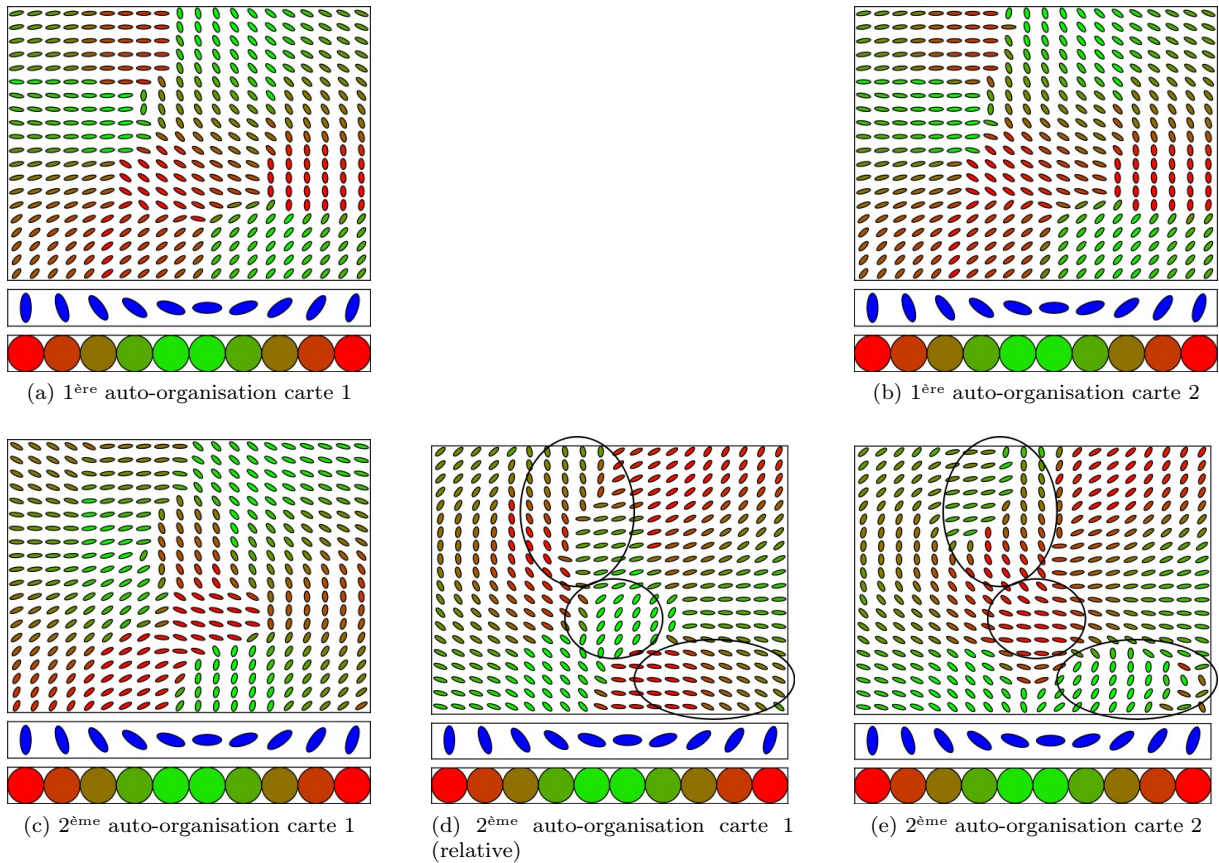 (a) 1ère auto-organisation carte 1
(b) 1ère auto-organisation carte 2
(c) 2ème auto-organisation carte 1
(d) 2ème auto-organisation carte 1
(relative)
(e) 2ème auto-organisation carte 2